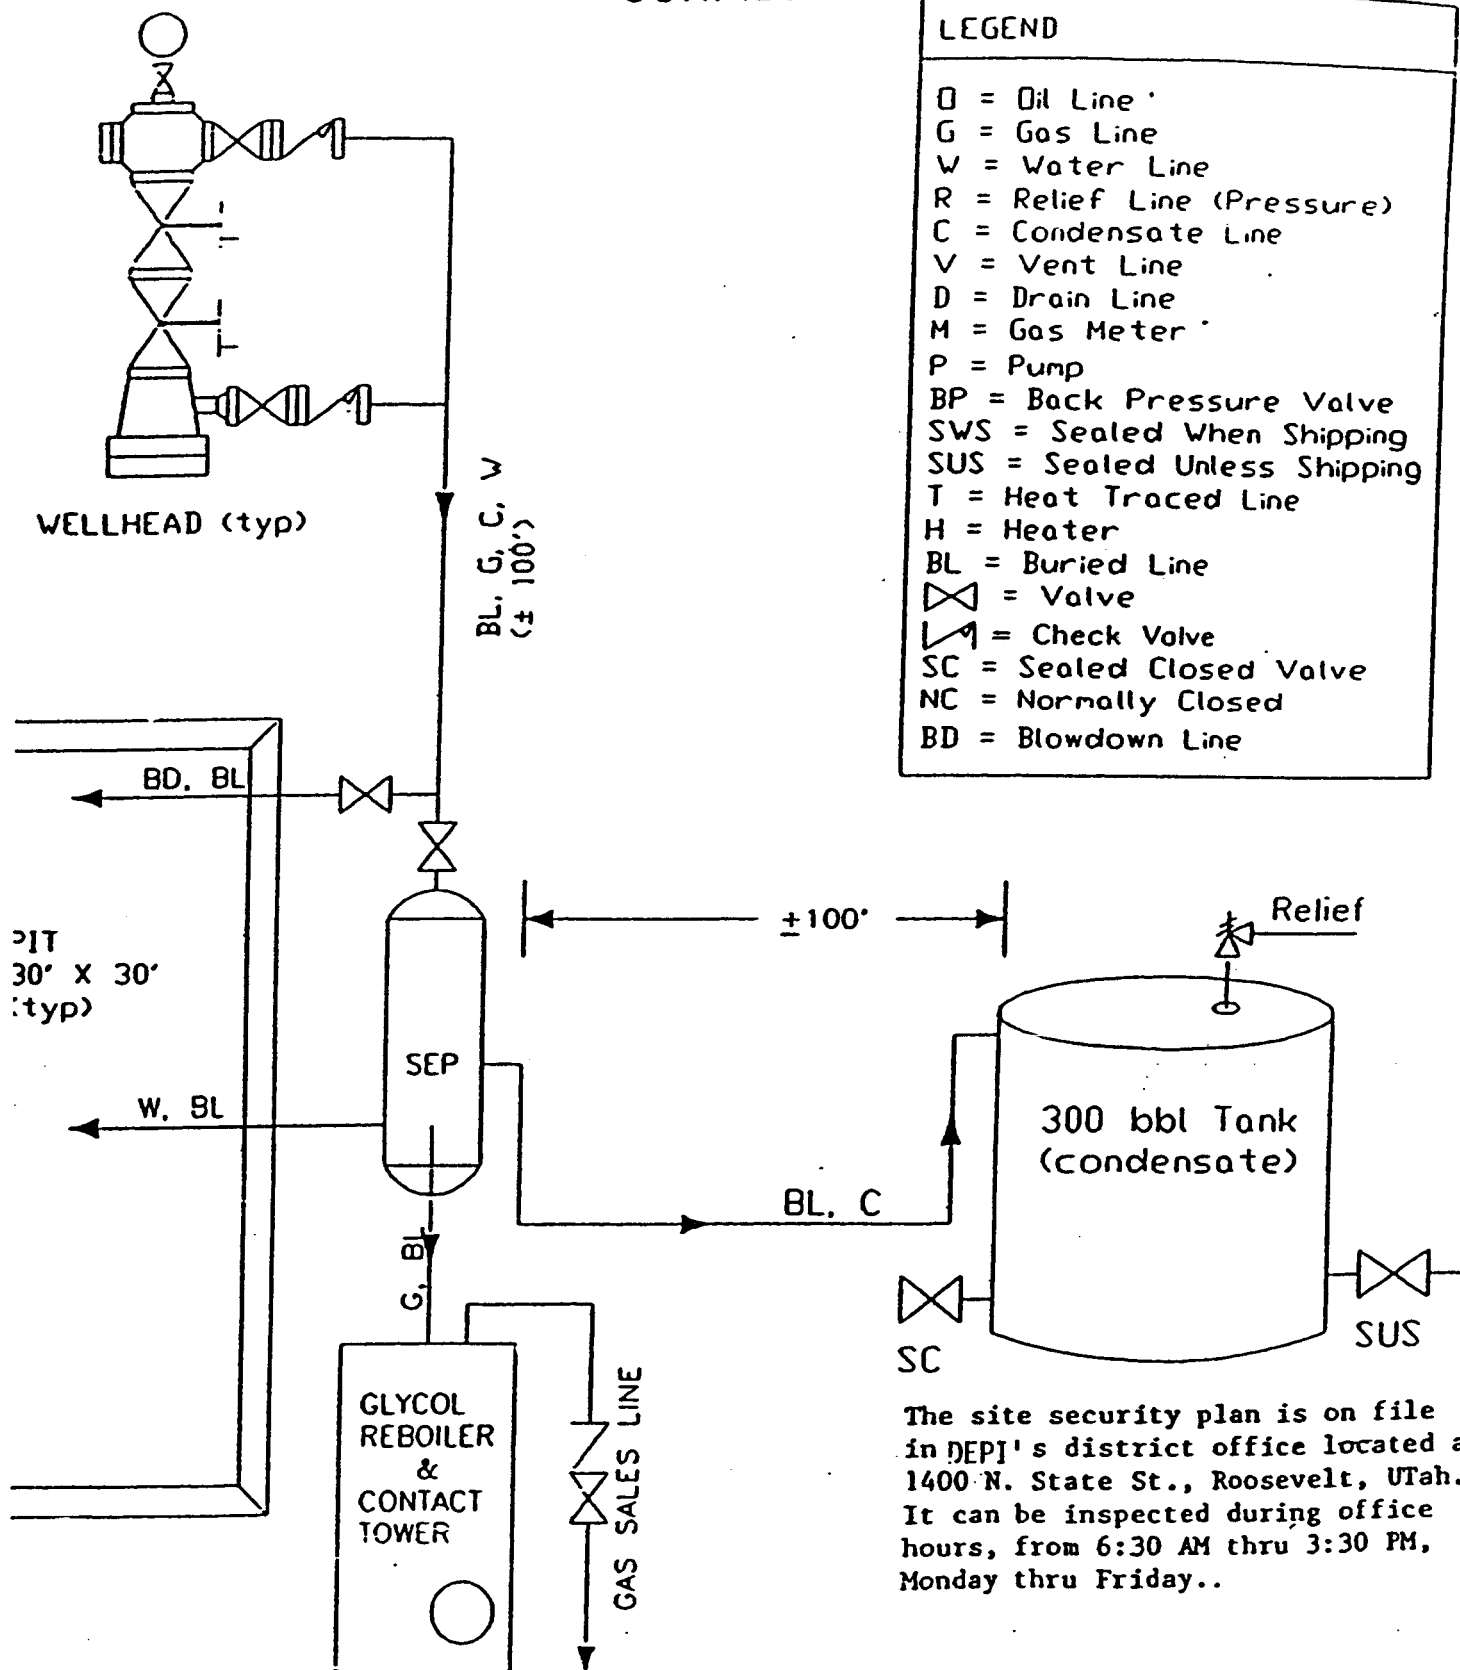 LEGEND
O = Oil Line
G = Gas Line
W = Water Line
R = Relief Line (Pressure)
C = Condensate Line
V = Vent Line
D = Drain Line
M = Gas Meter
P = Pump
BP = Back Pressure Valve
SWS = Sealed When Shipping
SUS = Sealed Unless Shipping
T = Heat Traced Line
H = Heater
BL = Buried Line
= Valve
= Check Valve
SC = Sealed Closed Valve
NC = Normally Closed
BD = Blowdown Line
WELLHEAD (typ)
BL, G, C, W
(± 100')
BD, BL
PIT
30' X 30'
(typ)
±100'
Relief
SEP
W, BL
300 bbl Tank
(condensate)
BL, C
G, BL
SC
SUS
GLYCOL
REBOILER
&
CONTACT
TOWER
GAS SALES LINE
The site security plan is on file
in DEPI's district office located a
1400 N. State St., Roosevelt, UTah.
It can be inspected during office
hours, from 6:30 AM thru 3:30 PM,
Monday thru Friday..